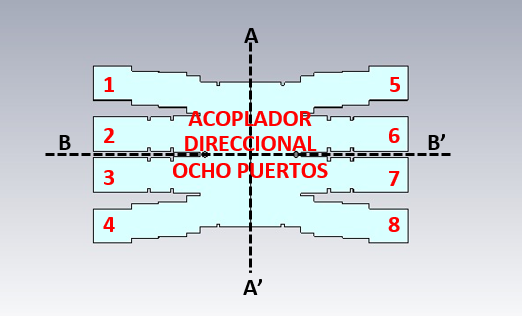 A
1 5
ACOPLADOR
2 DIRECCIONAL 6
B B’
OCHO PUERTOS
3 7
4 8
A’